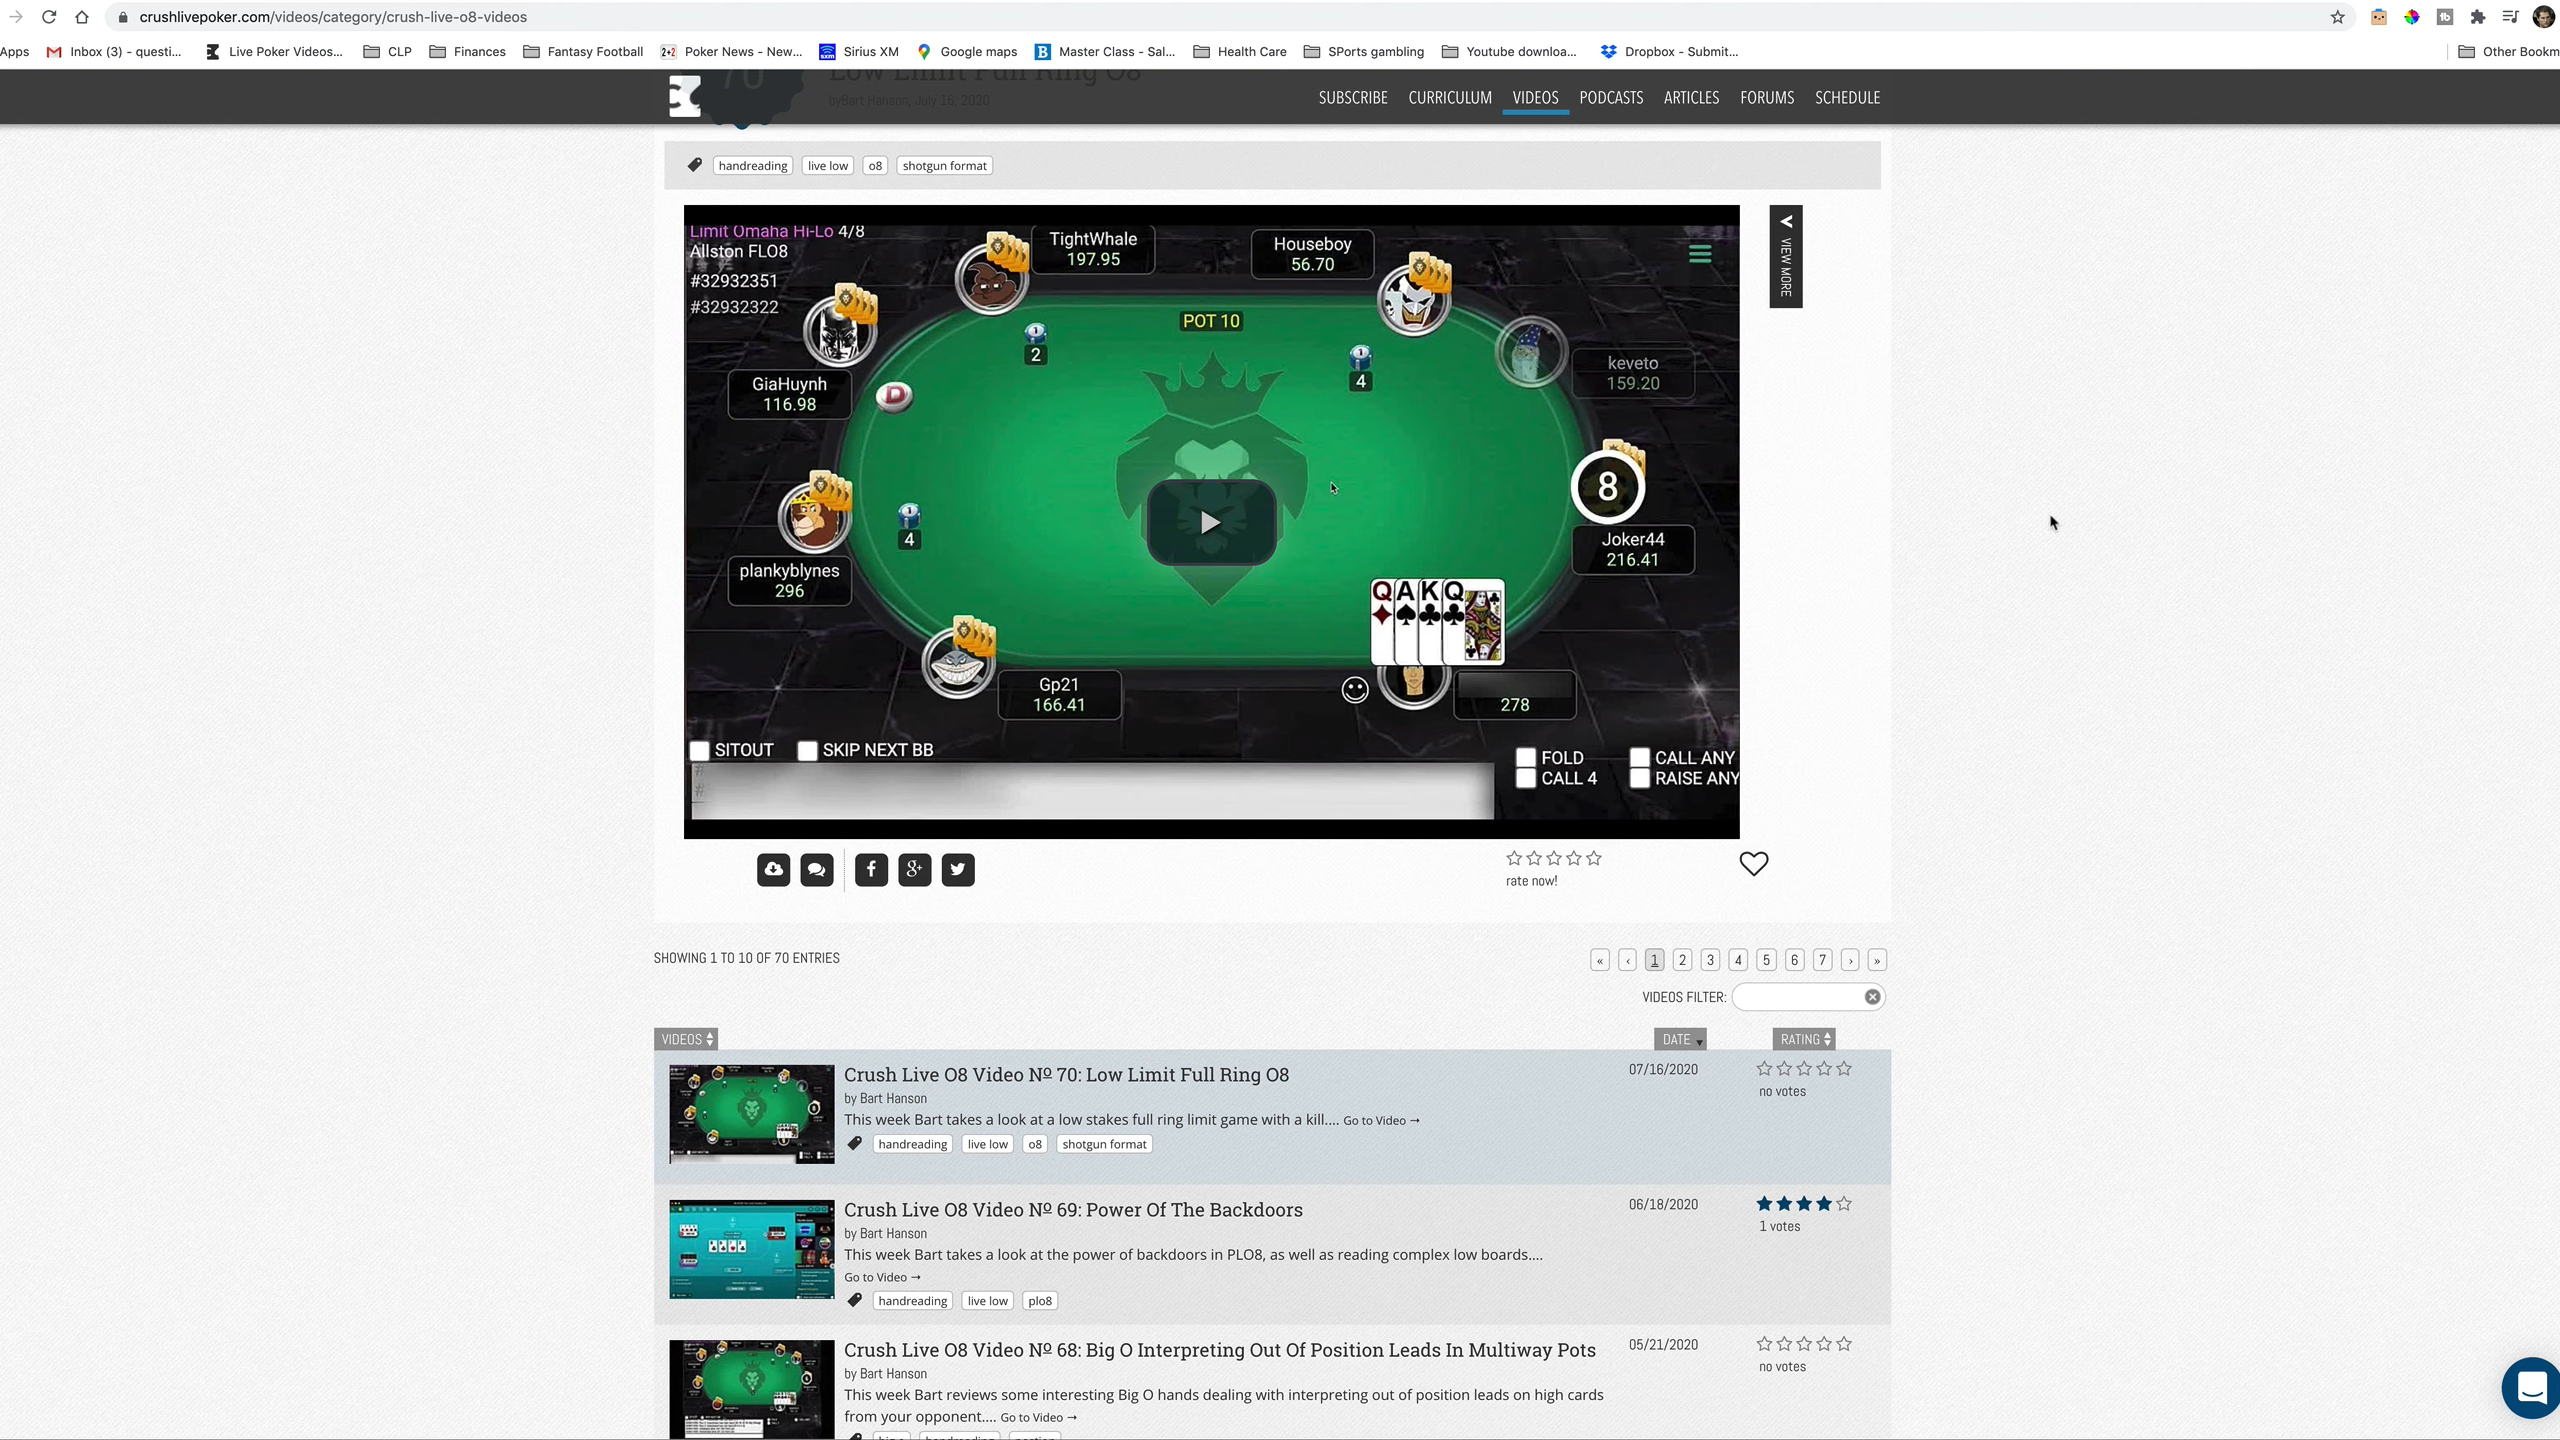 crushlivepoker.com/videos/category/crush-live-o8-videos
Apps
Inbox (3) - questi...
Live Poker Videos...
CLP
Finances
Fantasy Football
2+2 Poker News - New...
Sirius XM
Google maps
Master Class - Sal...
Health Care
SPorts gambling
Youtube downloa...
Dropbox - Submit...
Other Bookm
70
Low Limit Full Ring O8
byBart Hanson, July 16, 2020
SUBSCRIBE
CURRICULUM
VIDEOS
PODCASTS
ARTICLES
FORUMS
SCHEDULE
handreading
live low
o8
shotgun format
Limit Omaha Hi-Lo 4/8
Allston FLO8
#32932351
#32932322
TightWhale
197.95
Houseboy
56.70
VIEW MORE
POT 10
2
4
keveto
159.20
GiaHuynh
116.98
D
8
Joker44
216.41
4
plankyblynes
296
Q A K Q
Gp21
166.41
278
SITOUT
SKIP NEXT BB
FOLD
CALL ANY
CALL 4
RAISE ANY
rate now!
SHOWING 1 TO 10 OF 70 ENTRIES
« ‹ 1 2 3 4 5 6 7 › »
VIDEOS FILTER:
VIDEOS
DATE
RATING
Crush Live O8 Video № 70: Low Limit Full Ring O8
07/16/2020
by Bart Hanson
no votes
This week Bart takes a look at a low stakes full ring limit game with a kill.... Go to Video →
handreading
live low
o8
shotgun format
Crush Live O8 Video № 69: Power Of The Backdoors
06/18/2020
by Bart Hanson
1 votes
This week Bart takes a look at the power of backdoors in PLO8, as well as reading complex low boards....
Go to Video →
handreading
live low
plo8
Crush Live O8 Video № 68: Big O Interpreting Out Of Position Leads In Multiway Pots
05/21/2020
by Bart Hanson
no votes
This week Bart reviews some interesting Big O hands dealing with interpreting out of position leads on high cards
from your opponent.... Go to Video →